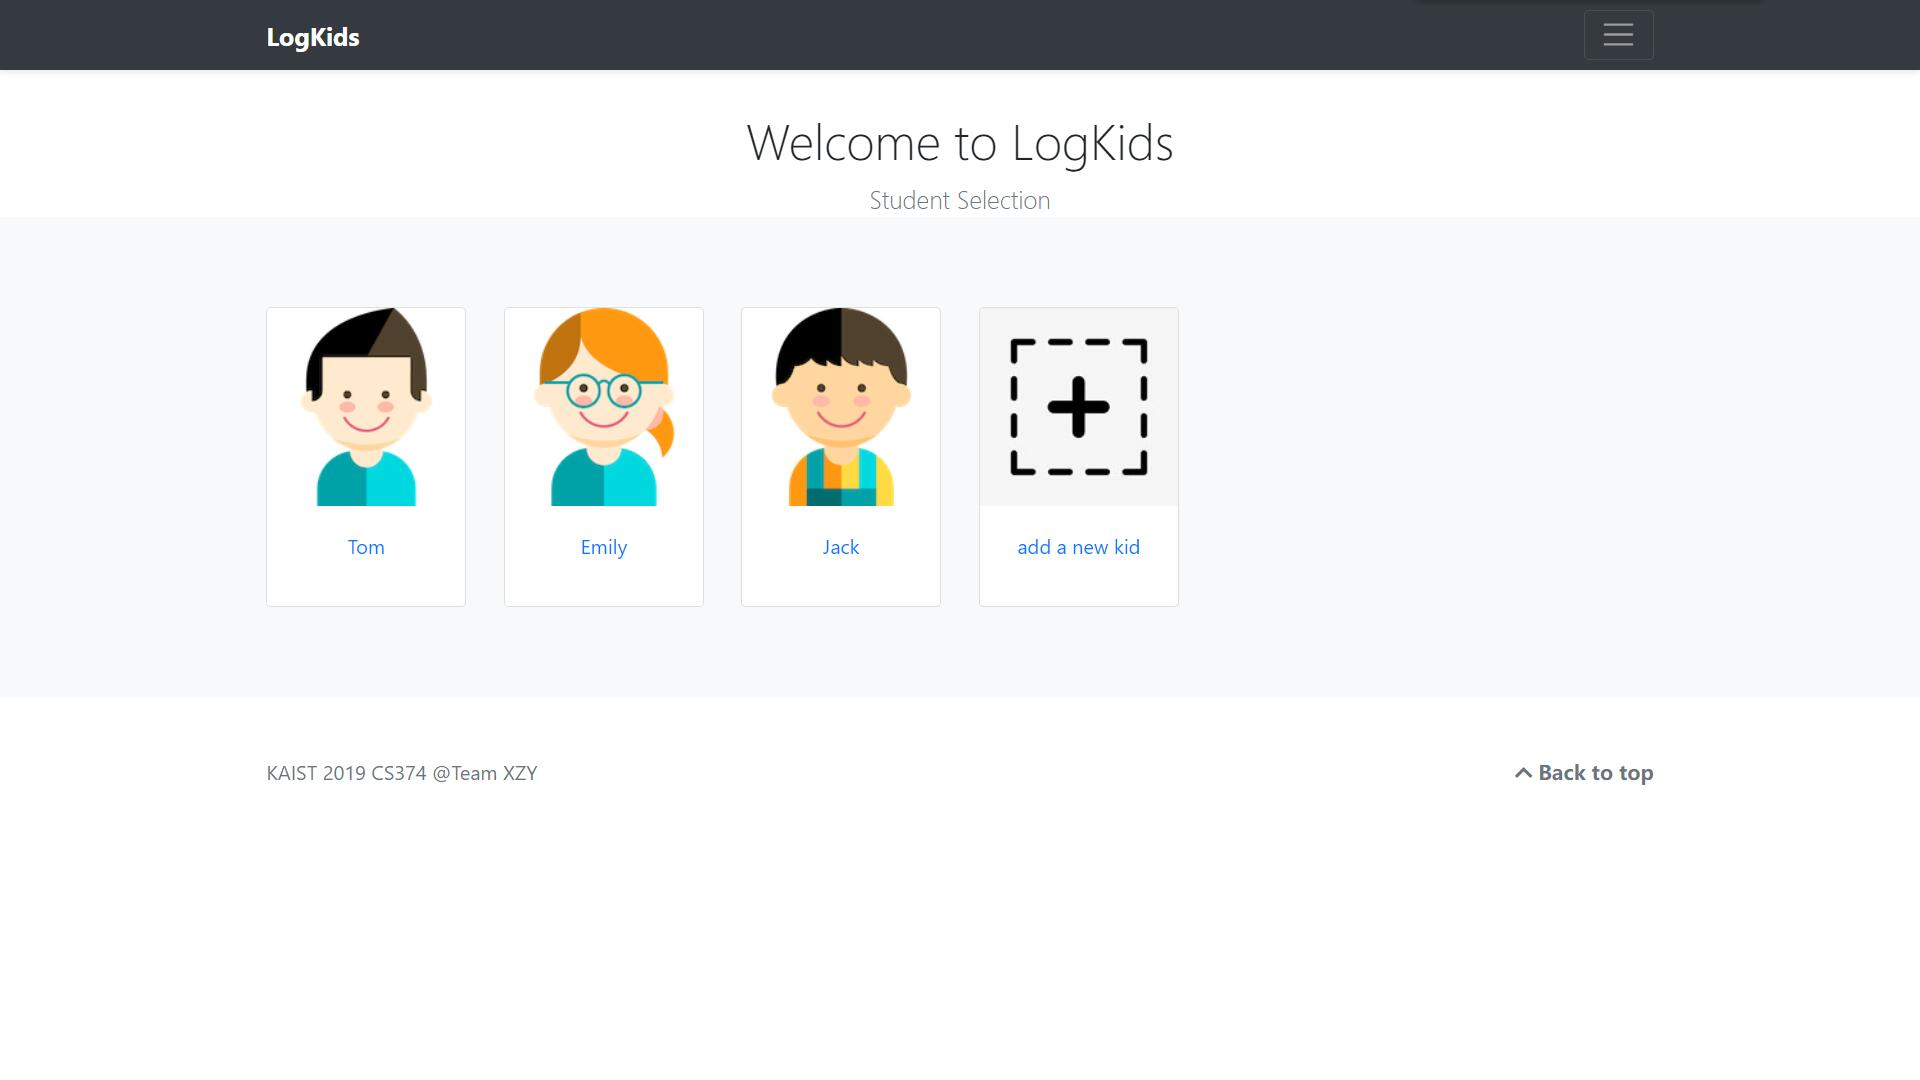 LogKids
Welcome to LogKids
Student Selection
Tom
Emily
Jack
add a new kid
KAIST 2019 CS374 @Team XZY
Back to top